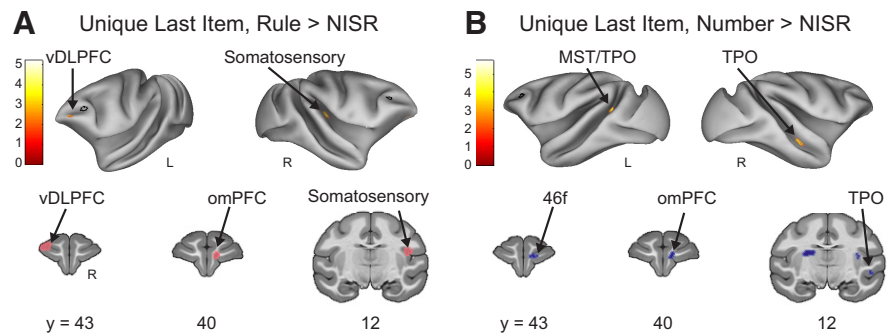 A Unique Last Item, Rule > NISR
vDLPFC Somatosensory
5
4
3
2
1
0
L R
vDLPFC omPFC Somatosensory
R
y = 43 40 12
B Unique Last Item, Number > NISR
MST/TPO TPO
5
4
3
2
1
0
L R
46f omPFC TPO
y = 43 40 12